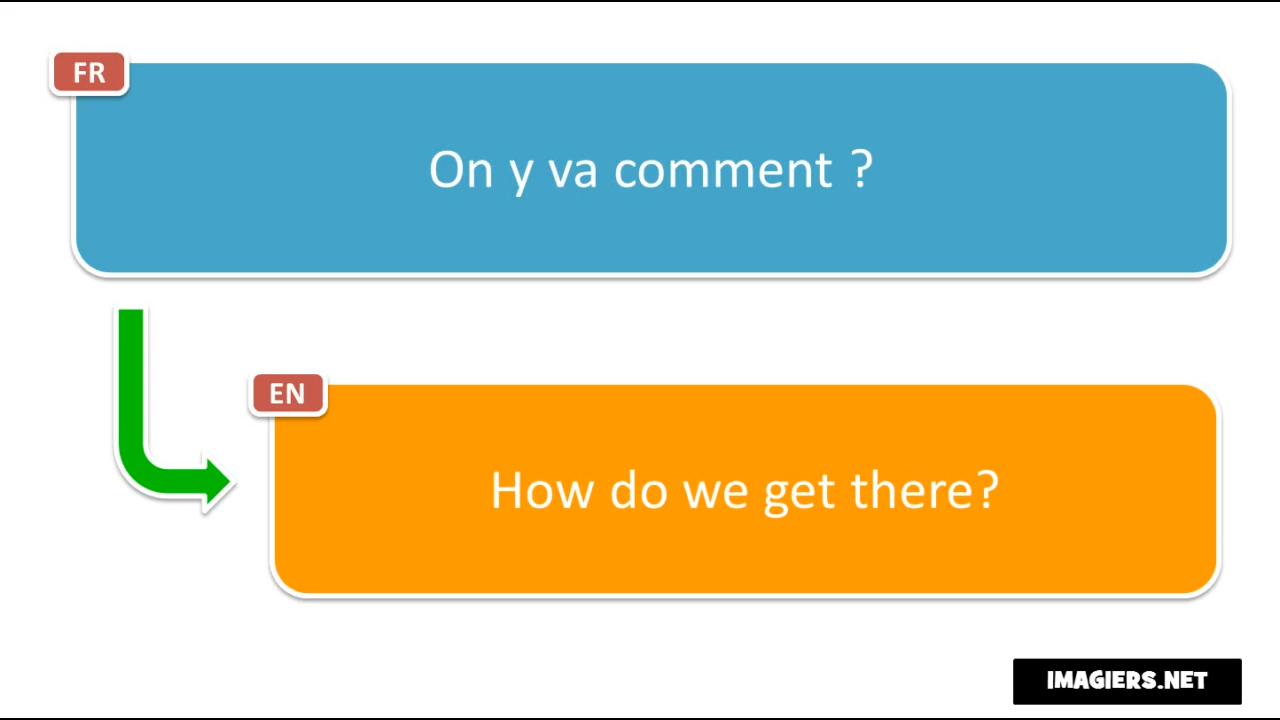 FR
On y va comment ?
EN
How do we get there?
IMAGIERS.NET